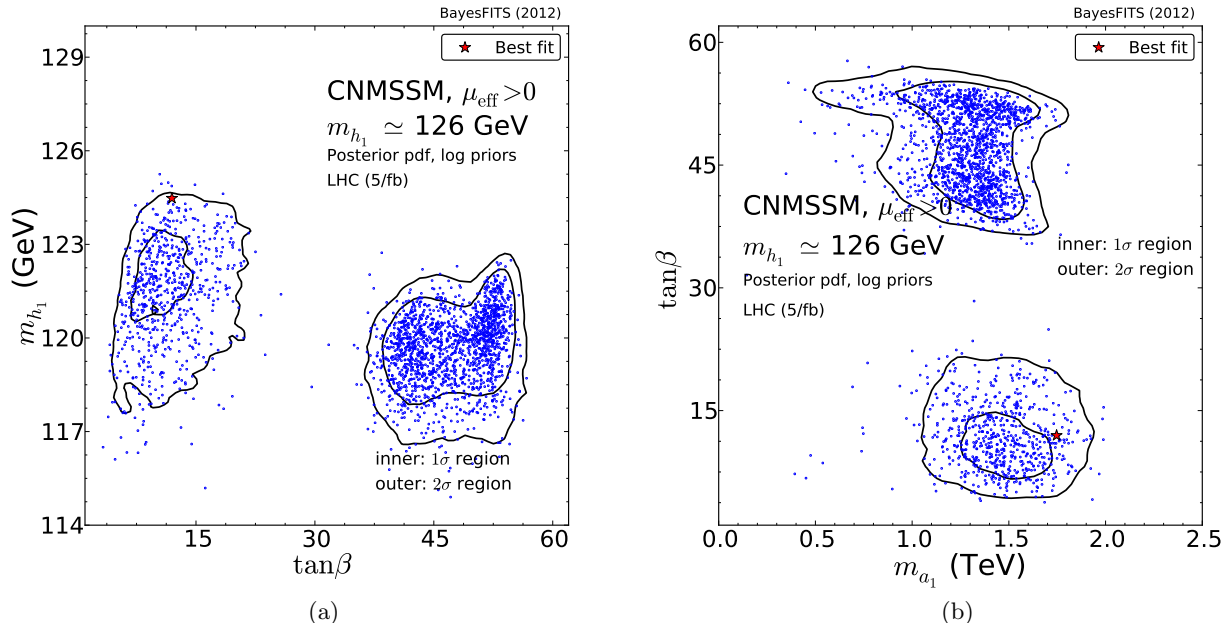 BayesFITS (2012)
Best fit
CNMSSM, μeff >0
mh1 ≃ 126 GeV
Posterior pdf, log priors
LHC (5/fb)
inner: 1σ region
outer: 2σ region
129
126
123
120
117
114
mh1 (GeV)
15
30
45
60
tanβ
(a)
BayesFITS (2012)
Best fit
CNMSSM, μeff >0
mh1 ≃ 126 GeV
Posterior pdf, log priors
LHC (5/fb)
inner: 1σ region
outer: 2σ region
60
45
30
15
tanβ
0.0
0.5
1.0
1.5
2.0
2.5
ma1 (TeV)
(b)